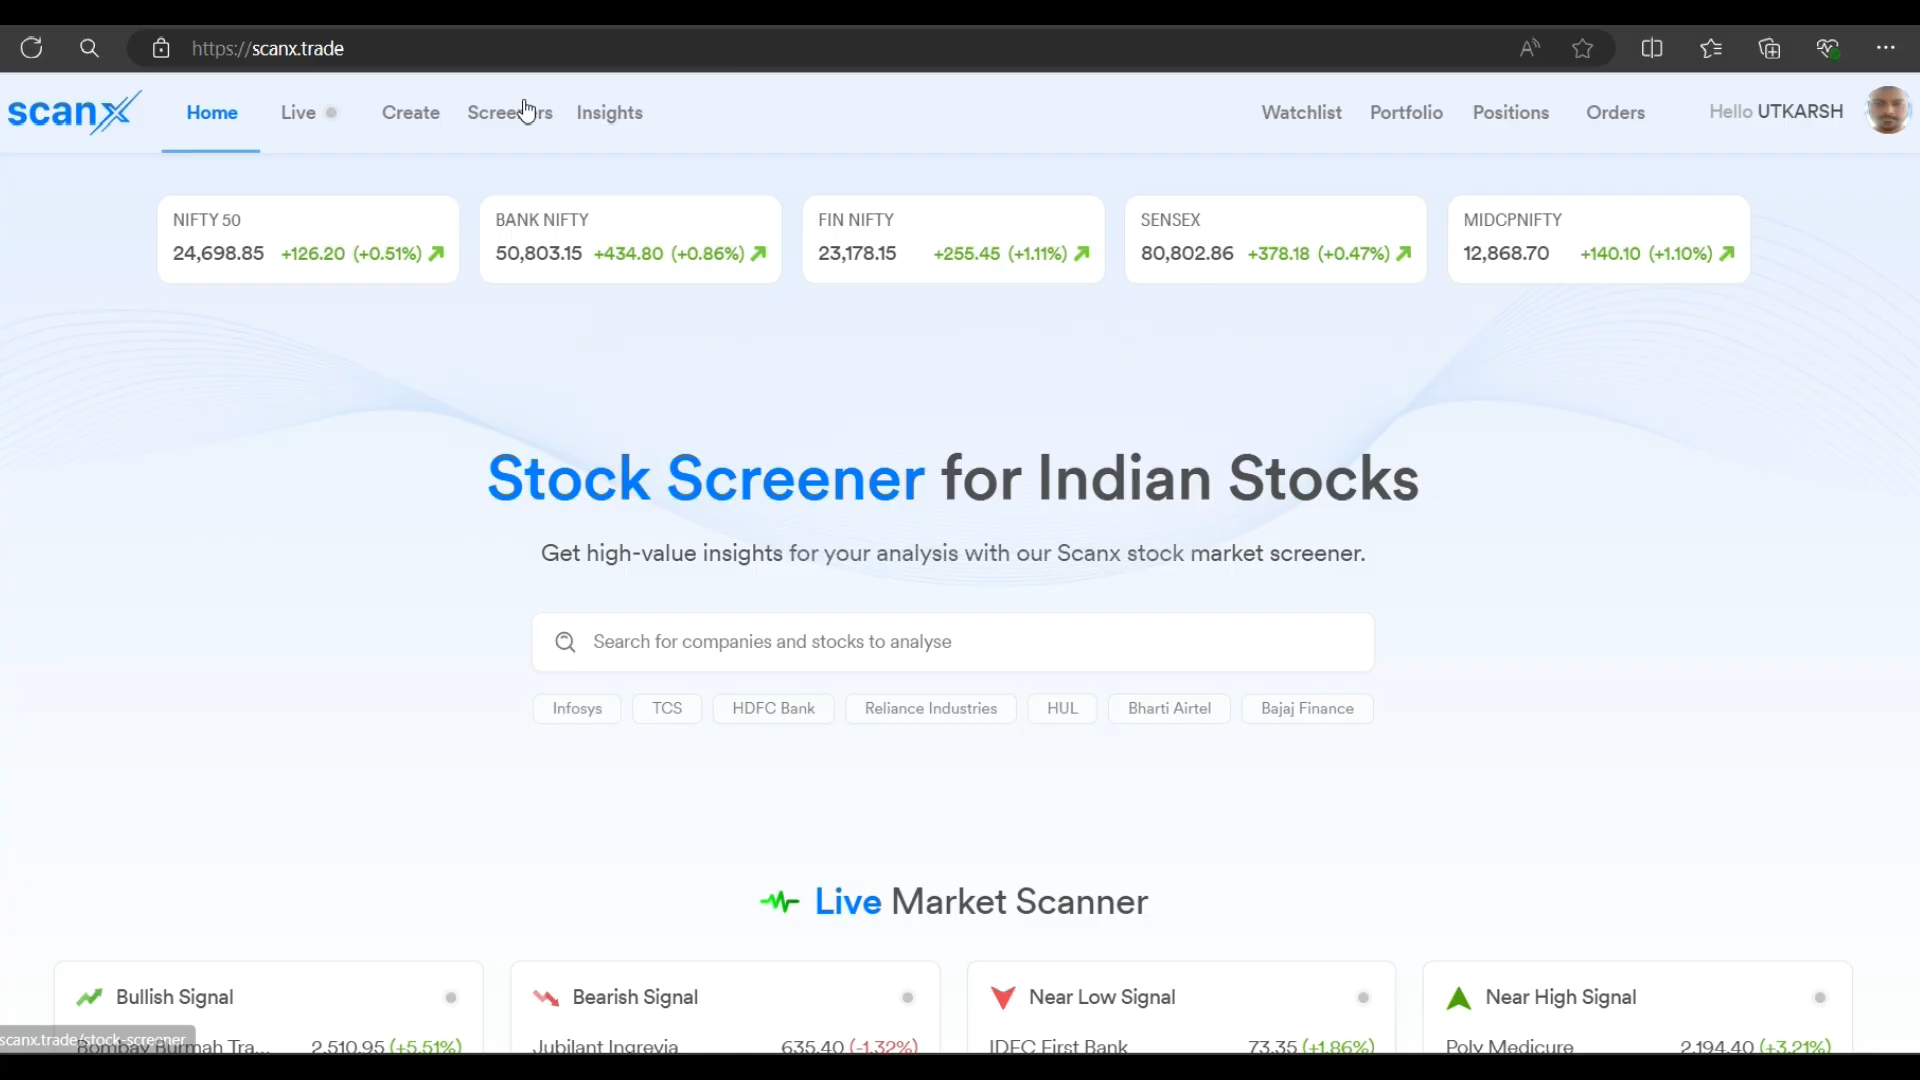 https://scanx.trade
scanx Home Live Create Screeners Insights Watchlist Portfolio Positions Orders Hello UTKARSH
NIFTY 50 BANK NIFTY FIN NIFTY SENSEX MIDCPNIFTY
24,698.85 +126.20 (+0.51%) 50,803.15 +434.80 (+0.86%) 23,178.15 +255.45 (+1.11%) 80,802.86 +378.18 (+0.47%) 12,868.70 +140.10 (+1.10%)
Stock Screener for Indian Stocks
Get high-value insights for your analysis with our Scanx stock market screener.
Search for companies and stocks to analyse
Infosys TCS HDFC Bank Reliance Industries HUL Bharti Airtel Bajaj Finance
Live Market Scanner
Bullish Signal Bearish Signal Near Low Signal Near High Signal
scanx.trade/stock-screener
Bombay Burmah Tra... 2,510.95 (+5.51%) Jubilant Ingrevia 635.40 (-1.32%) IDFC First Bank 73.35 (+1.86%) Poly Medicure 2,194.40 (+3.21%)